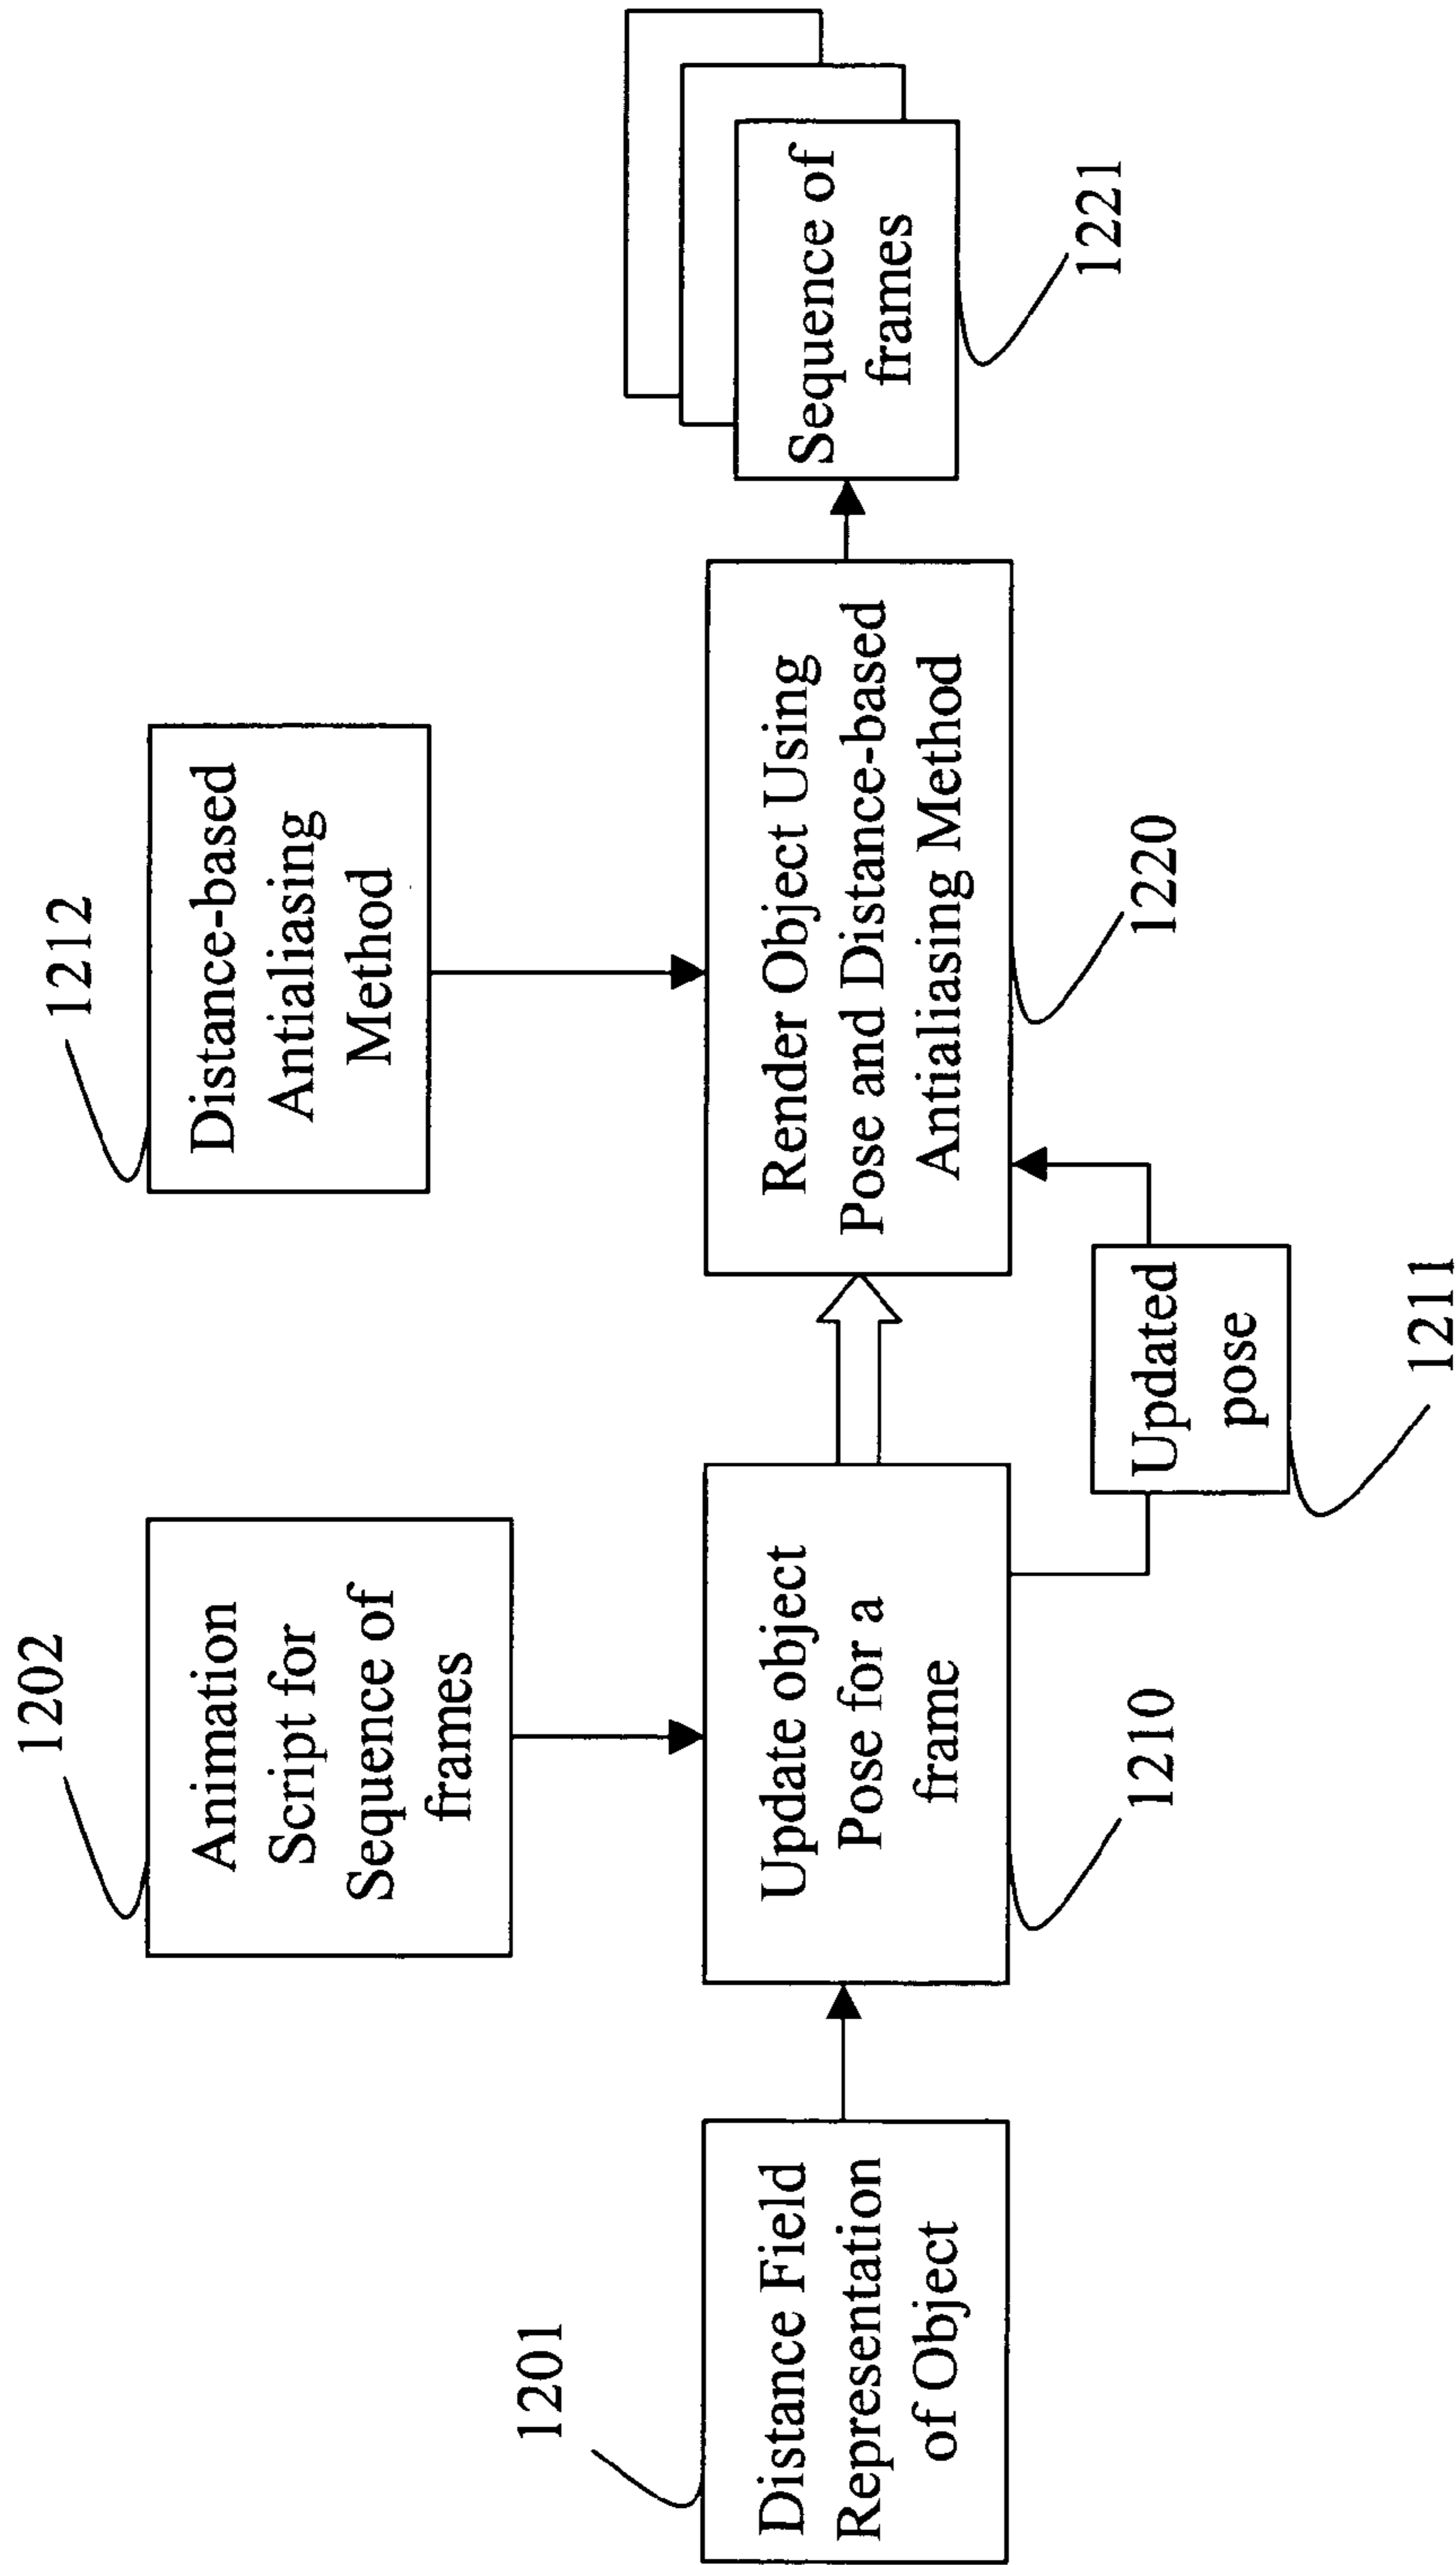 1202
Animation
Script for
Sequence of
frames
1212
Distance-based
Antialiasing
Method
1201
Distance Field
Representation
of Object
Update object
Pose for a
frame
1210
Render Object Using
Pose and Distance-based
Antialiasing Method
1220
Sequence of
frames
1221
Updated
pose
1211